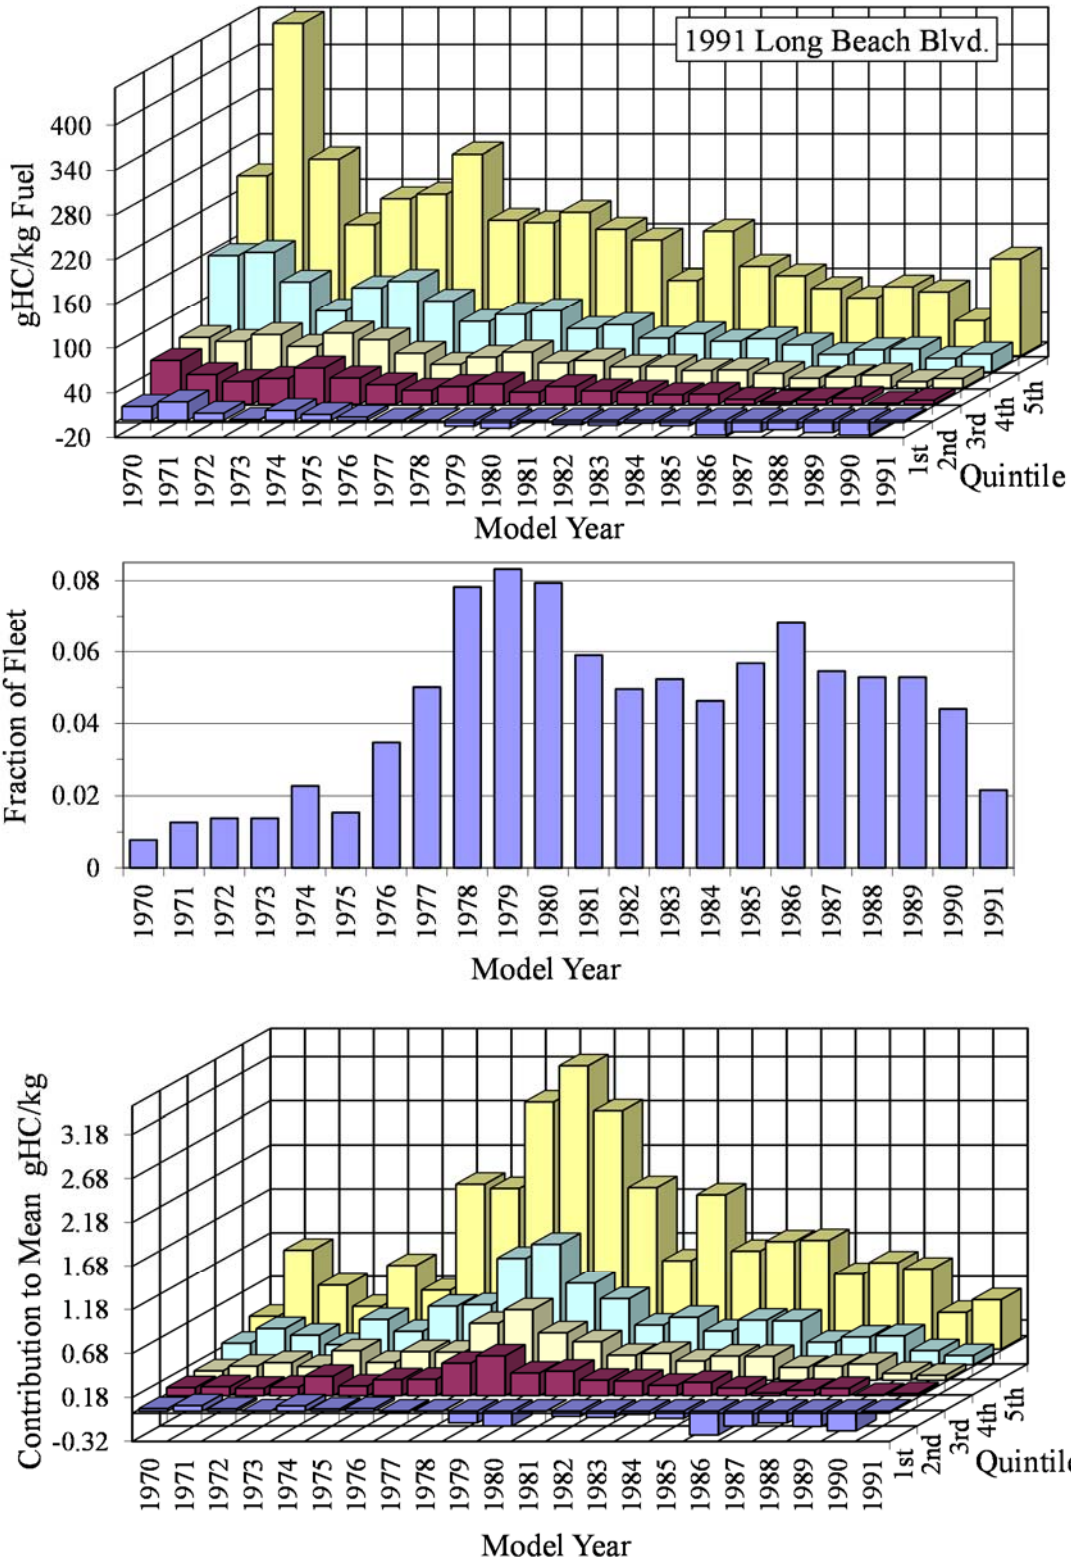 1991 Long Beach Blvd.
gHC/kg Fuel
400
340
280
220
160
100
40
-20
1970 1971 1972 1973 1974 1975 1976 1977 1978 1979 1980 1981 1982 1983 1984 1985 1986 1987 1988 1989 1990 1991
1st 2nd 3rd 4th 5th
Quintile
Model Year
Fraction of Fleet
0.08
0.06
0.04
0.02
0
1970 1971 1972 1973 1974 1975 1976 1977 1978 1979 1980 1981 1982 1983 1984 1985 1986 1987 1988 1989 1990 1991
Model Year
Contribution to Mean gHC/kg
3.18
2.68
2.18
1.68
1.18
0.68
0.18
-0.32
1970 1971 1972 1973 1974 1975 1976 1977 1978 1979 1980 1981 1982 1983 1984 1985 1986 1987 1988 1989 1990 1991
1st 2nd 3rd 4th 5th
Quintile
Model Year